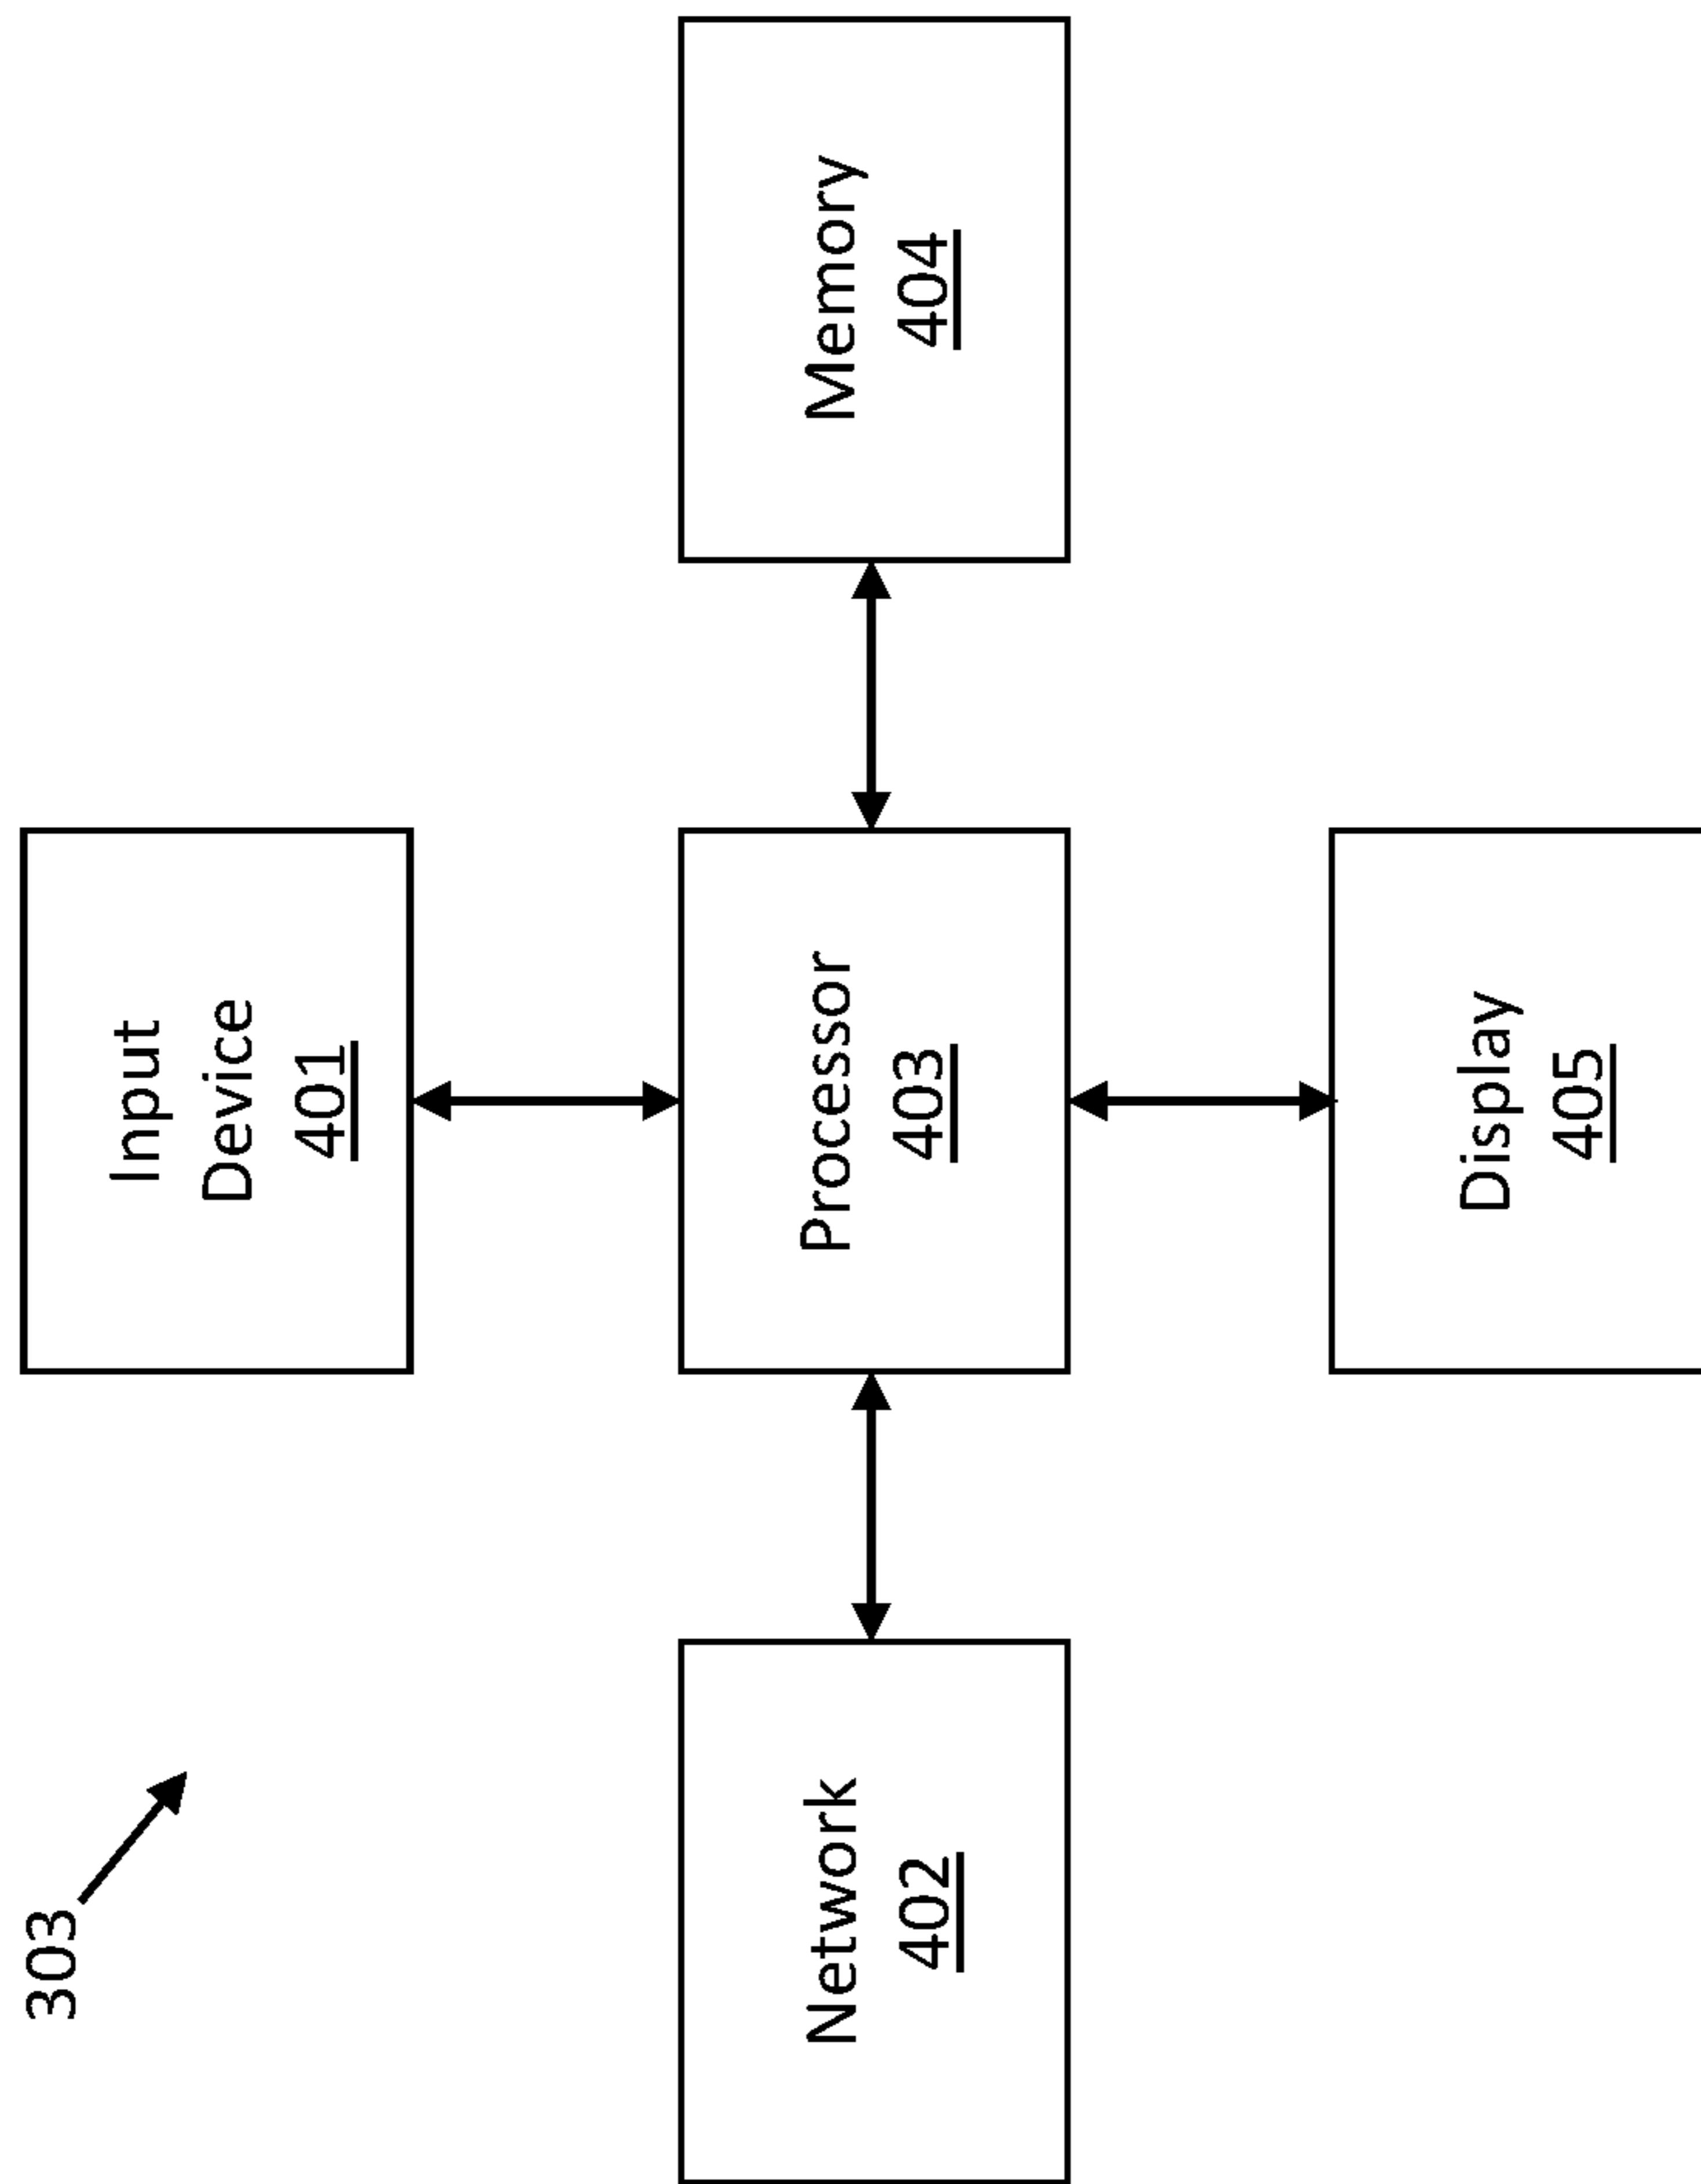 303
Input
Device
401
Network
402
Processor
403
Memory
404
Display
405